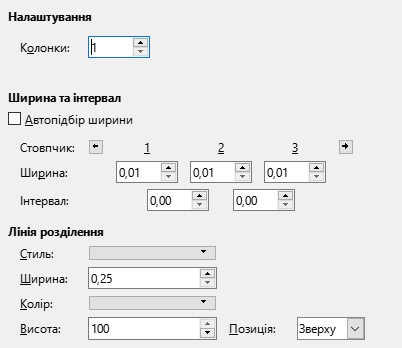 Налаштування
Колонки: 1
Ширина та інтервал
Автопідбір ширини
Стовпчик: 1 2 3
Ширина: 0,01 0,01 0,01
Інтервал: 0,00 0,00
Лінія розділення
Стиль:
Ширина: 0,25
Колір:
Висота: 100 Позиція: Зверху